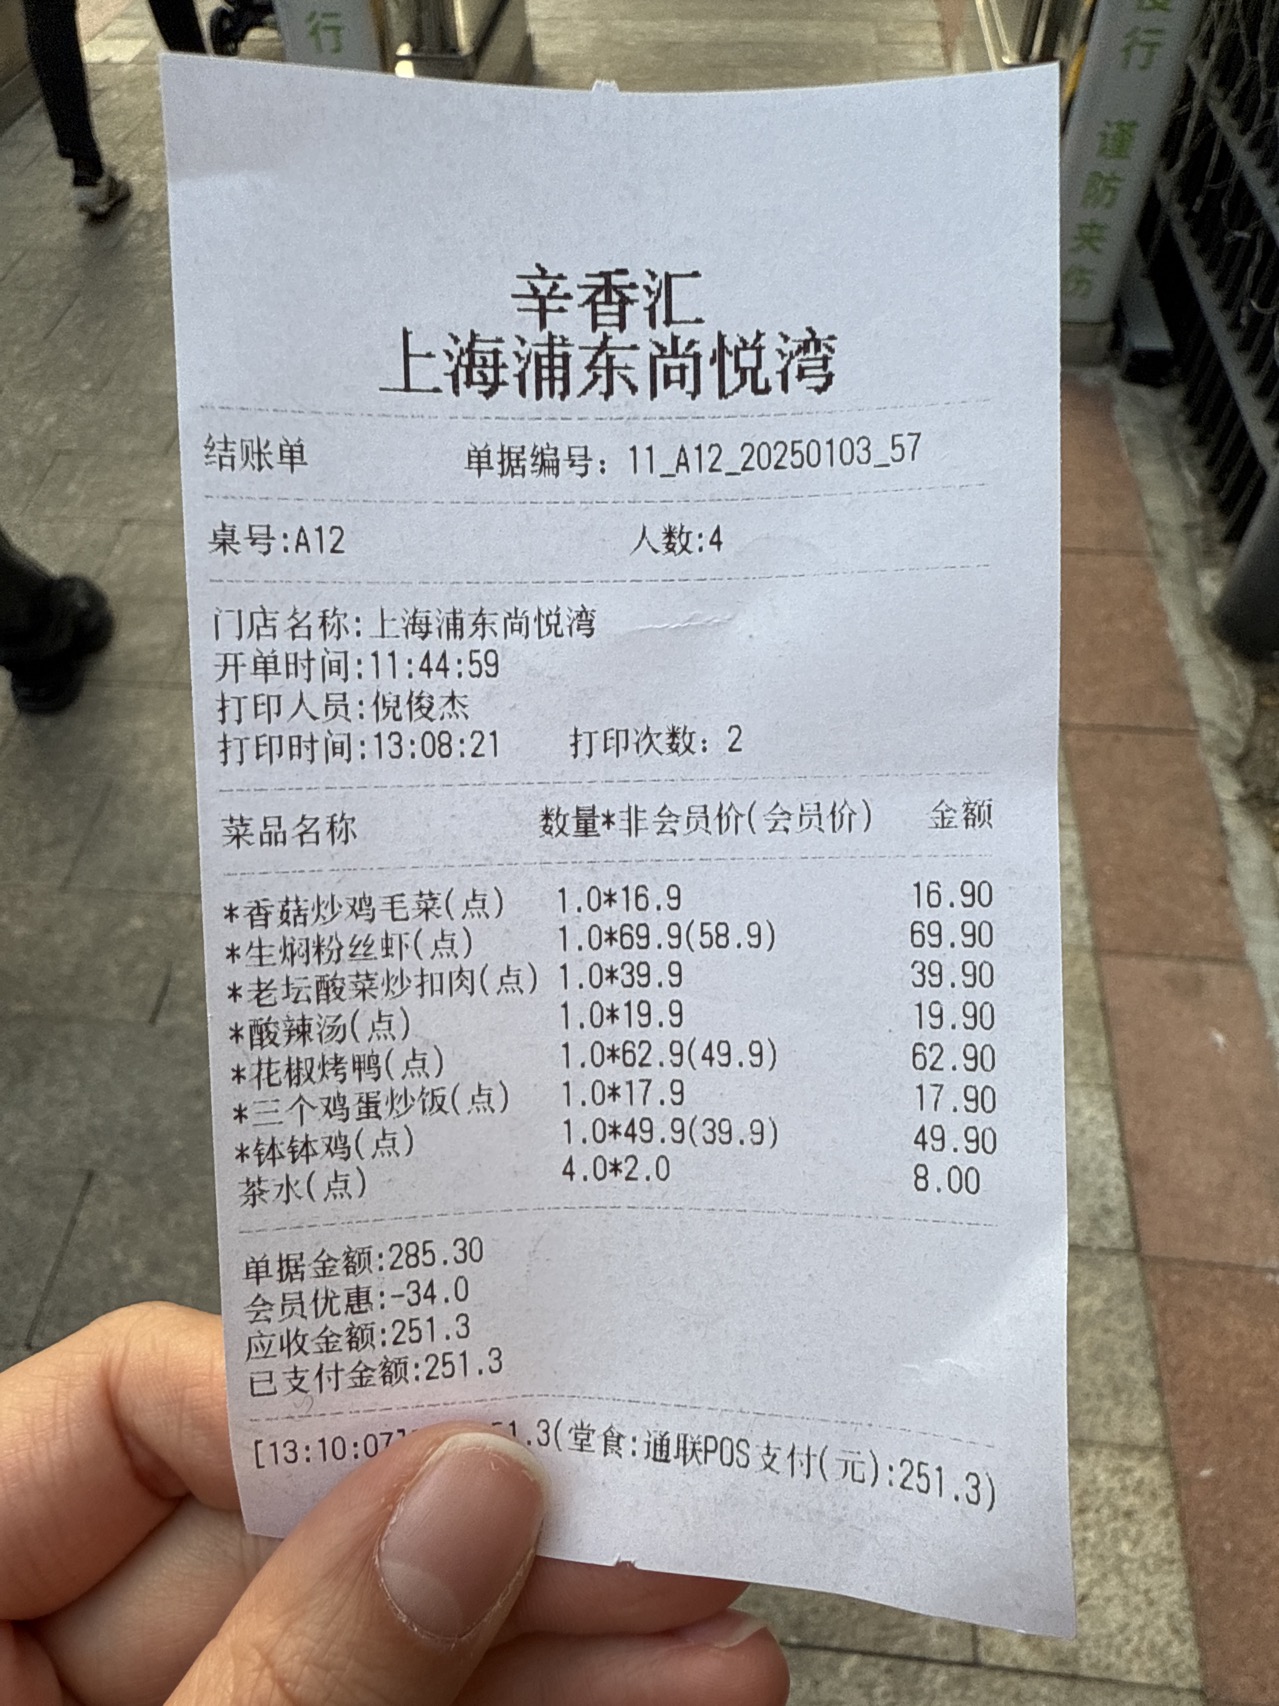 行
慢行 谨防夹伤
辛香汇
上海浦东尚悦湾
结账单 单据编号: 11_A12_20250103_57
桌号:A12 人数:4
门店名称:上海浦东尚悦湾
开单时间:11:44:59
打印人员:倪俊杰
打印时间:13:08:21 打印次数: 2
菜品名称 数量*非会员价(会员价) 金额
*香菇炒鸡毛菜(点) 1.0*16.9 16.90
*生焖粉丝虾(点) 1.0*69.9(58.9) 69.90
*老坛酸菜炒扣肉(点) 1.0*39.9 39.90
*酸辣汤(点) 1.0*19.9 19.90
*花椒烤鸭(点) 1.0*62.9(49.9) 62.90
*三个鸡蛋炒饭(点) 1.0*17.9 17.90
*钵钵鸡(点) 1.0*49.9(39.9) 49.90
茶水(点) 4.0*2.0 8.00
单据金额:285.30
会员优惠:-34.0
应收金额:251.3
已支付金额:251.3
[13:10:07] 51.3(堂食:通联POS支付(元):251.3)